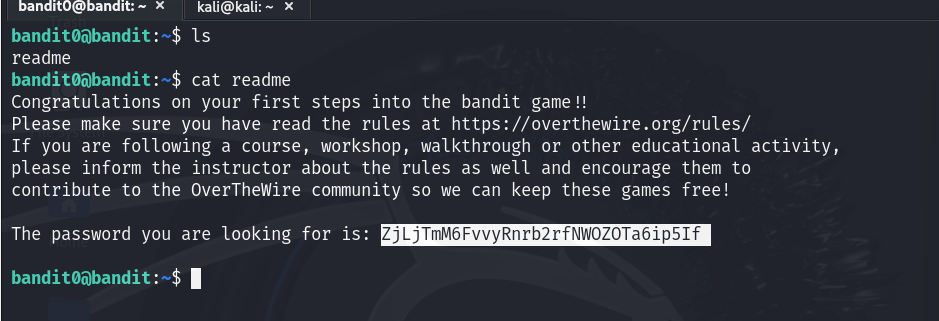 bandit0@bandit: ~ × kali@kali: ~ ×
bandit0@bandit:~$ ls
readme
bandit0@bandit:~$ cat readme
Congratulations on your first steps into the bandit game!!
Please make sure you have read the rules at https://overthewire.org/rules/
If you are following a course, workshop, walkthrough or other educational activity,
please inform the instructor about the rules as well and encourage them to
contribute to the OverTheWire community so we can keep these games free!
The password you are looking for is: ZjLjTmM6FvvyRnrb2rfNWOZOTa6ip5If
bandit0@bandit:~$